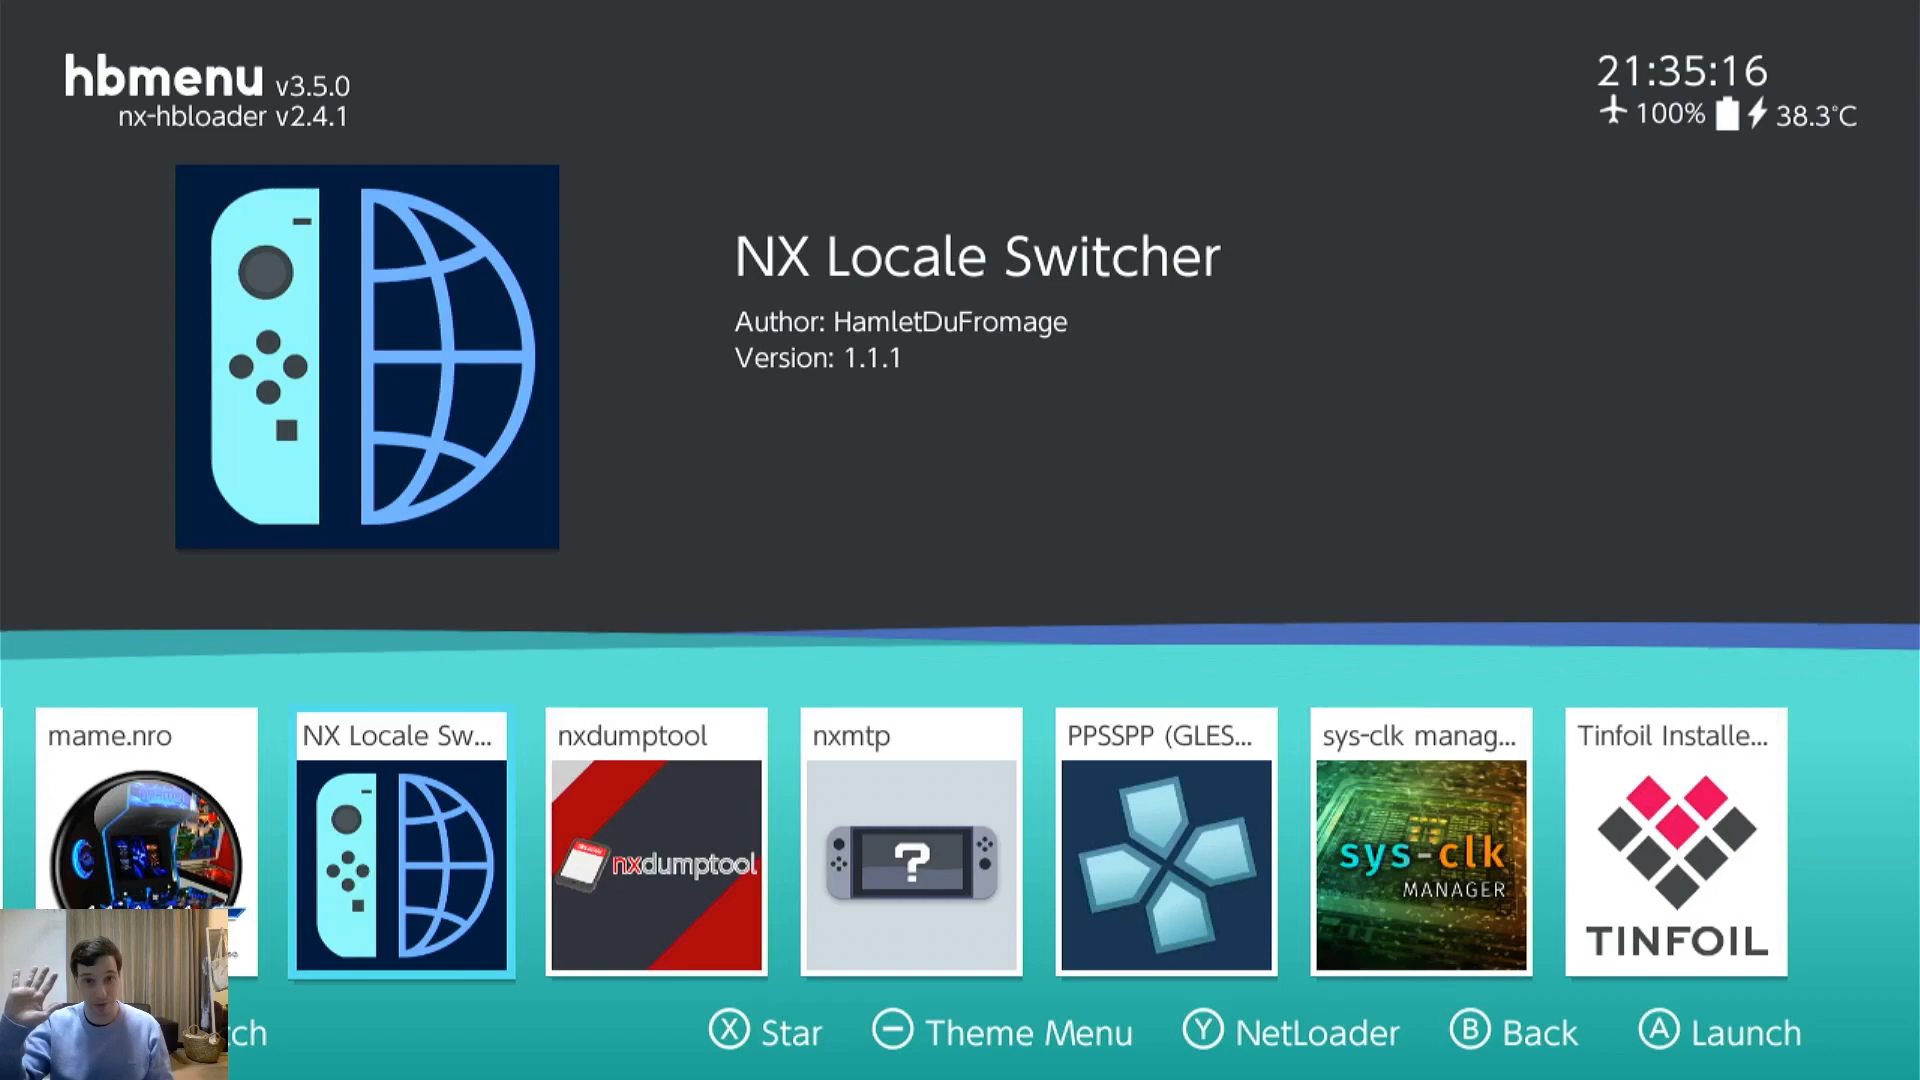 hbmenu v3.5.0
nx-hbloader v2.4.1
21:35:16
100% 38.3°C
NX Locale Switcher
Author: HamletDuFromage
Version: 1.1.1
mame.nro
NX Locale Sw...
nxdumptool
nxmtp
PPSSPP (GLES...
sys-clk manag...
Tinfoil Installe...
nxdumptool
?
sys-clk
MANAGER
TINFOIL
ch
X Star
Theme Menu
Y NetLoader
B Back
A Launch